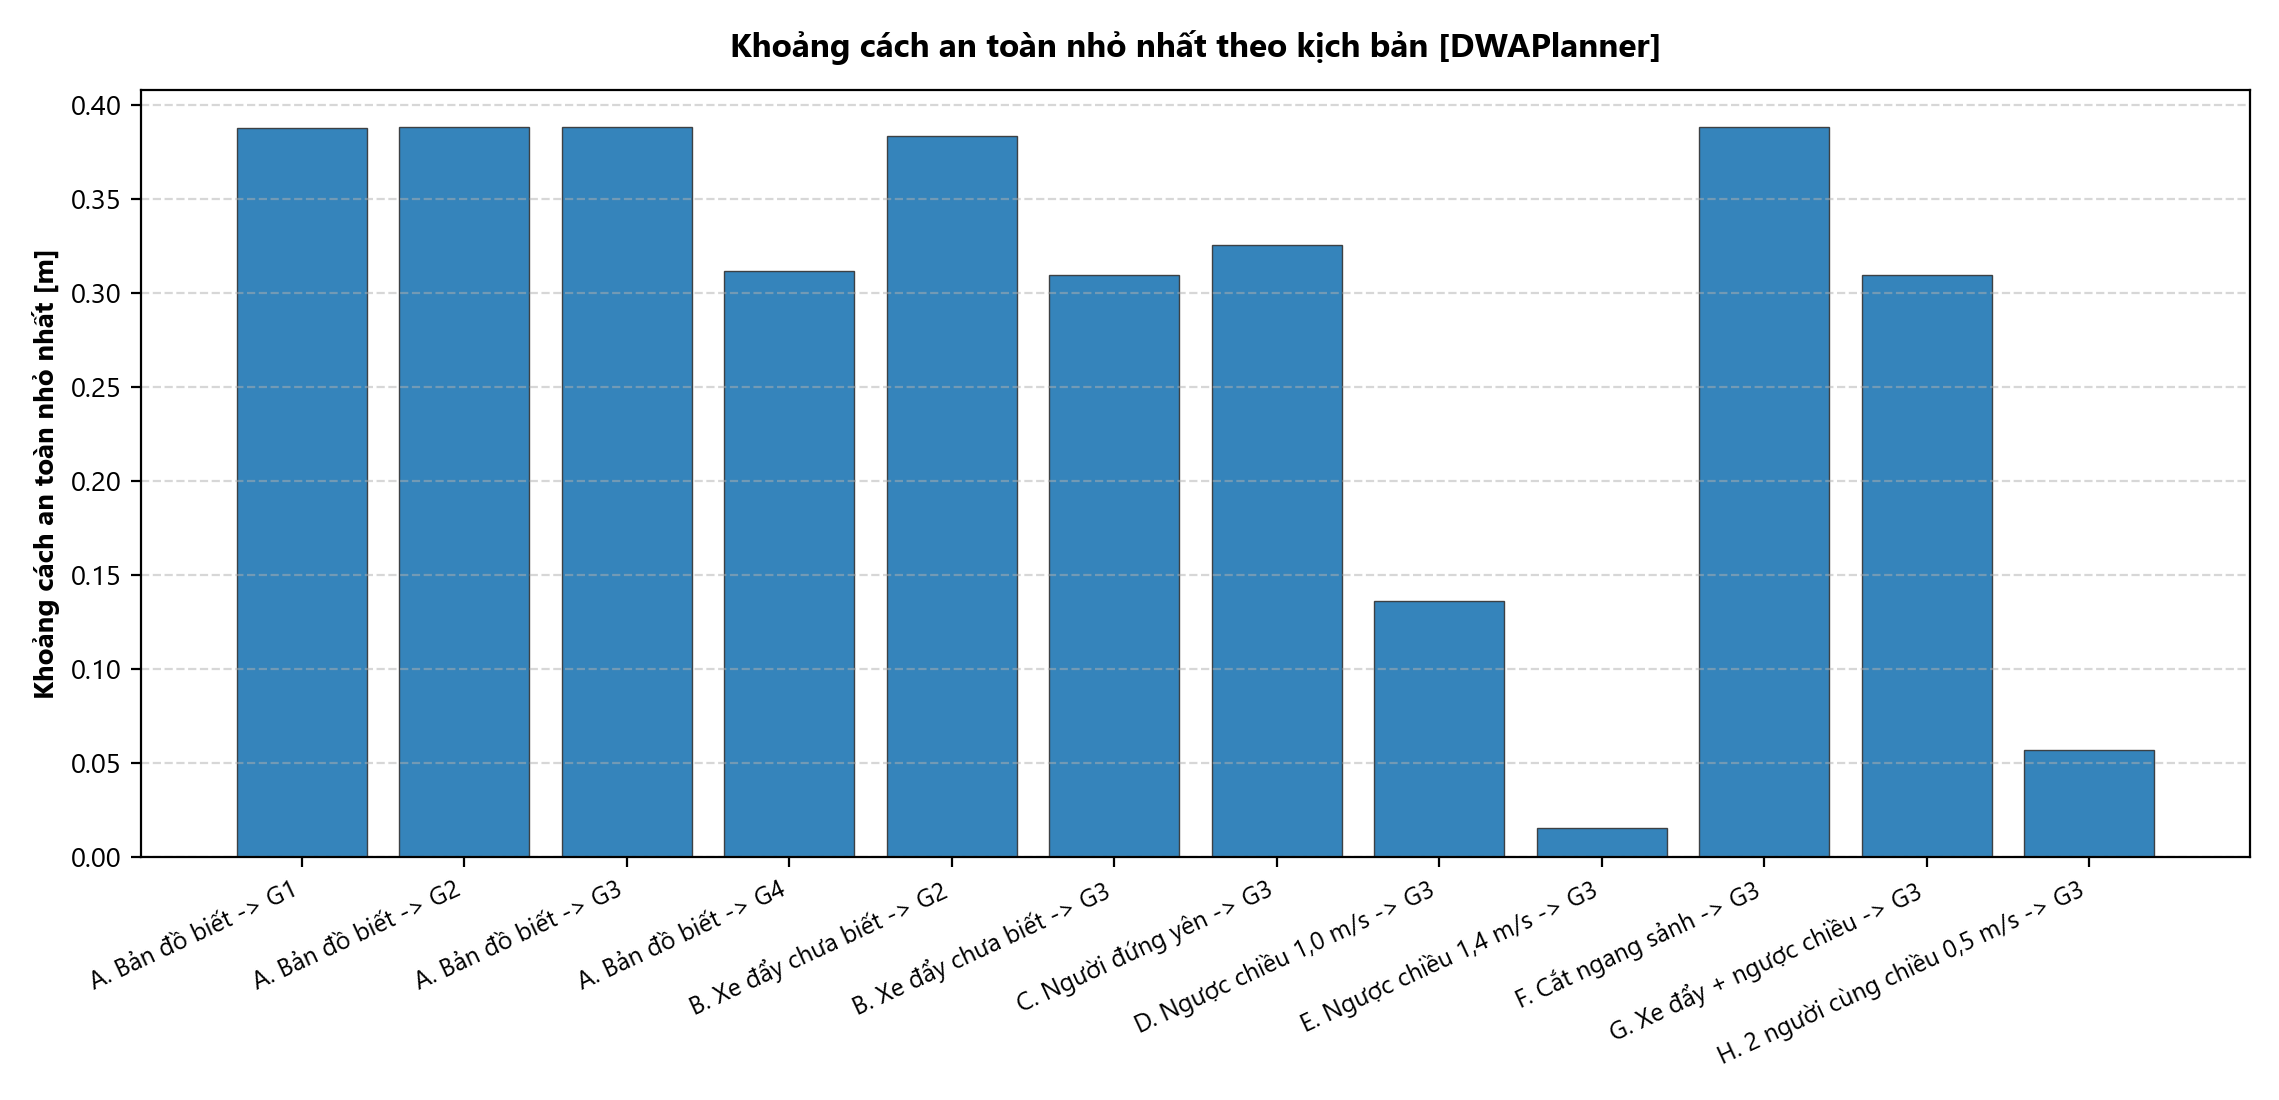 Khoảng cách an toàn nhỏ nhất theo kịch bản [DWAPlanner]
Khoảng cách an toàn nhỏ nhất [m]
0.40
0.35
0.30
0.25
0.20
0.15
0.10
0.05
0.00
A. Bản đồ biết -> G1
A. Bản đồ biết -> G2
A. Bản đồ biết -> G3
A. Bản đồ biết -> G4
B. Xe đẩy chưa biết -> G2
B. Xe đẩy chưa biết -> G3
C. Người đứng yên -> G3
D. Ngược chiều 1,0 m/s -> G3
E. Ngược chiều 1,4 m/s -> G3
F. Cắt ngang sảnh -> G3
G. Xe đẩy + ngược chiều -> G3
H. 2 người cùng chiều 0,5 m/s -> G3